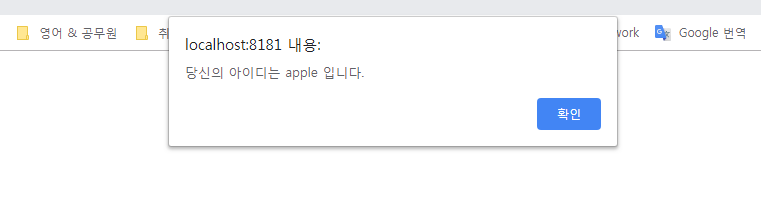 영어 & 공무원
localhost:8181 내용:
당신의 아이디는 apple 입니다.
확인
Google 번역